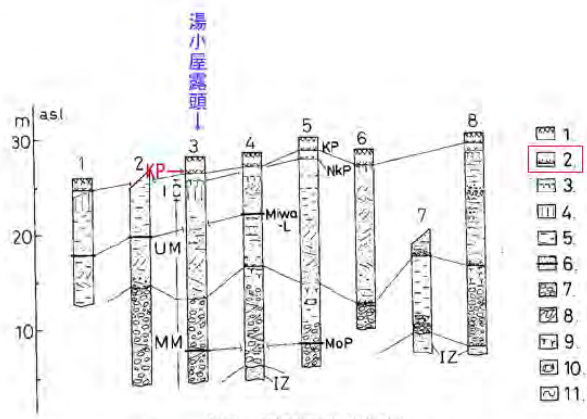 湯小屋露頭
m a.s.l.
30
20
10
1
2
3
4
5
6
7
8
KP
I
UM
MM
KP
NkP
Miwa
-L
MoP
IZ
IZ
1.
2.
3.
4.
5.
6.
7.
8.
9.
10.
11.